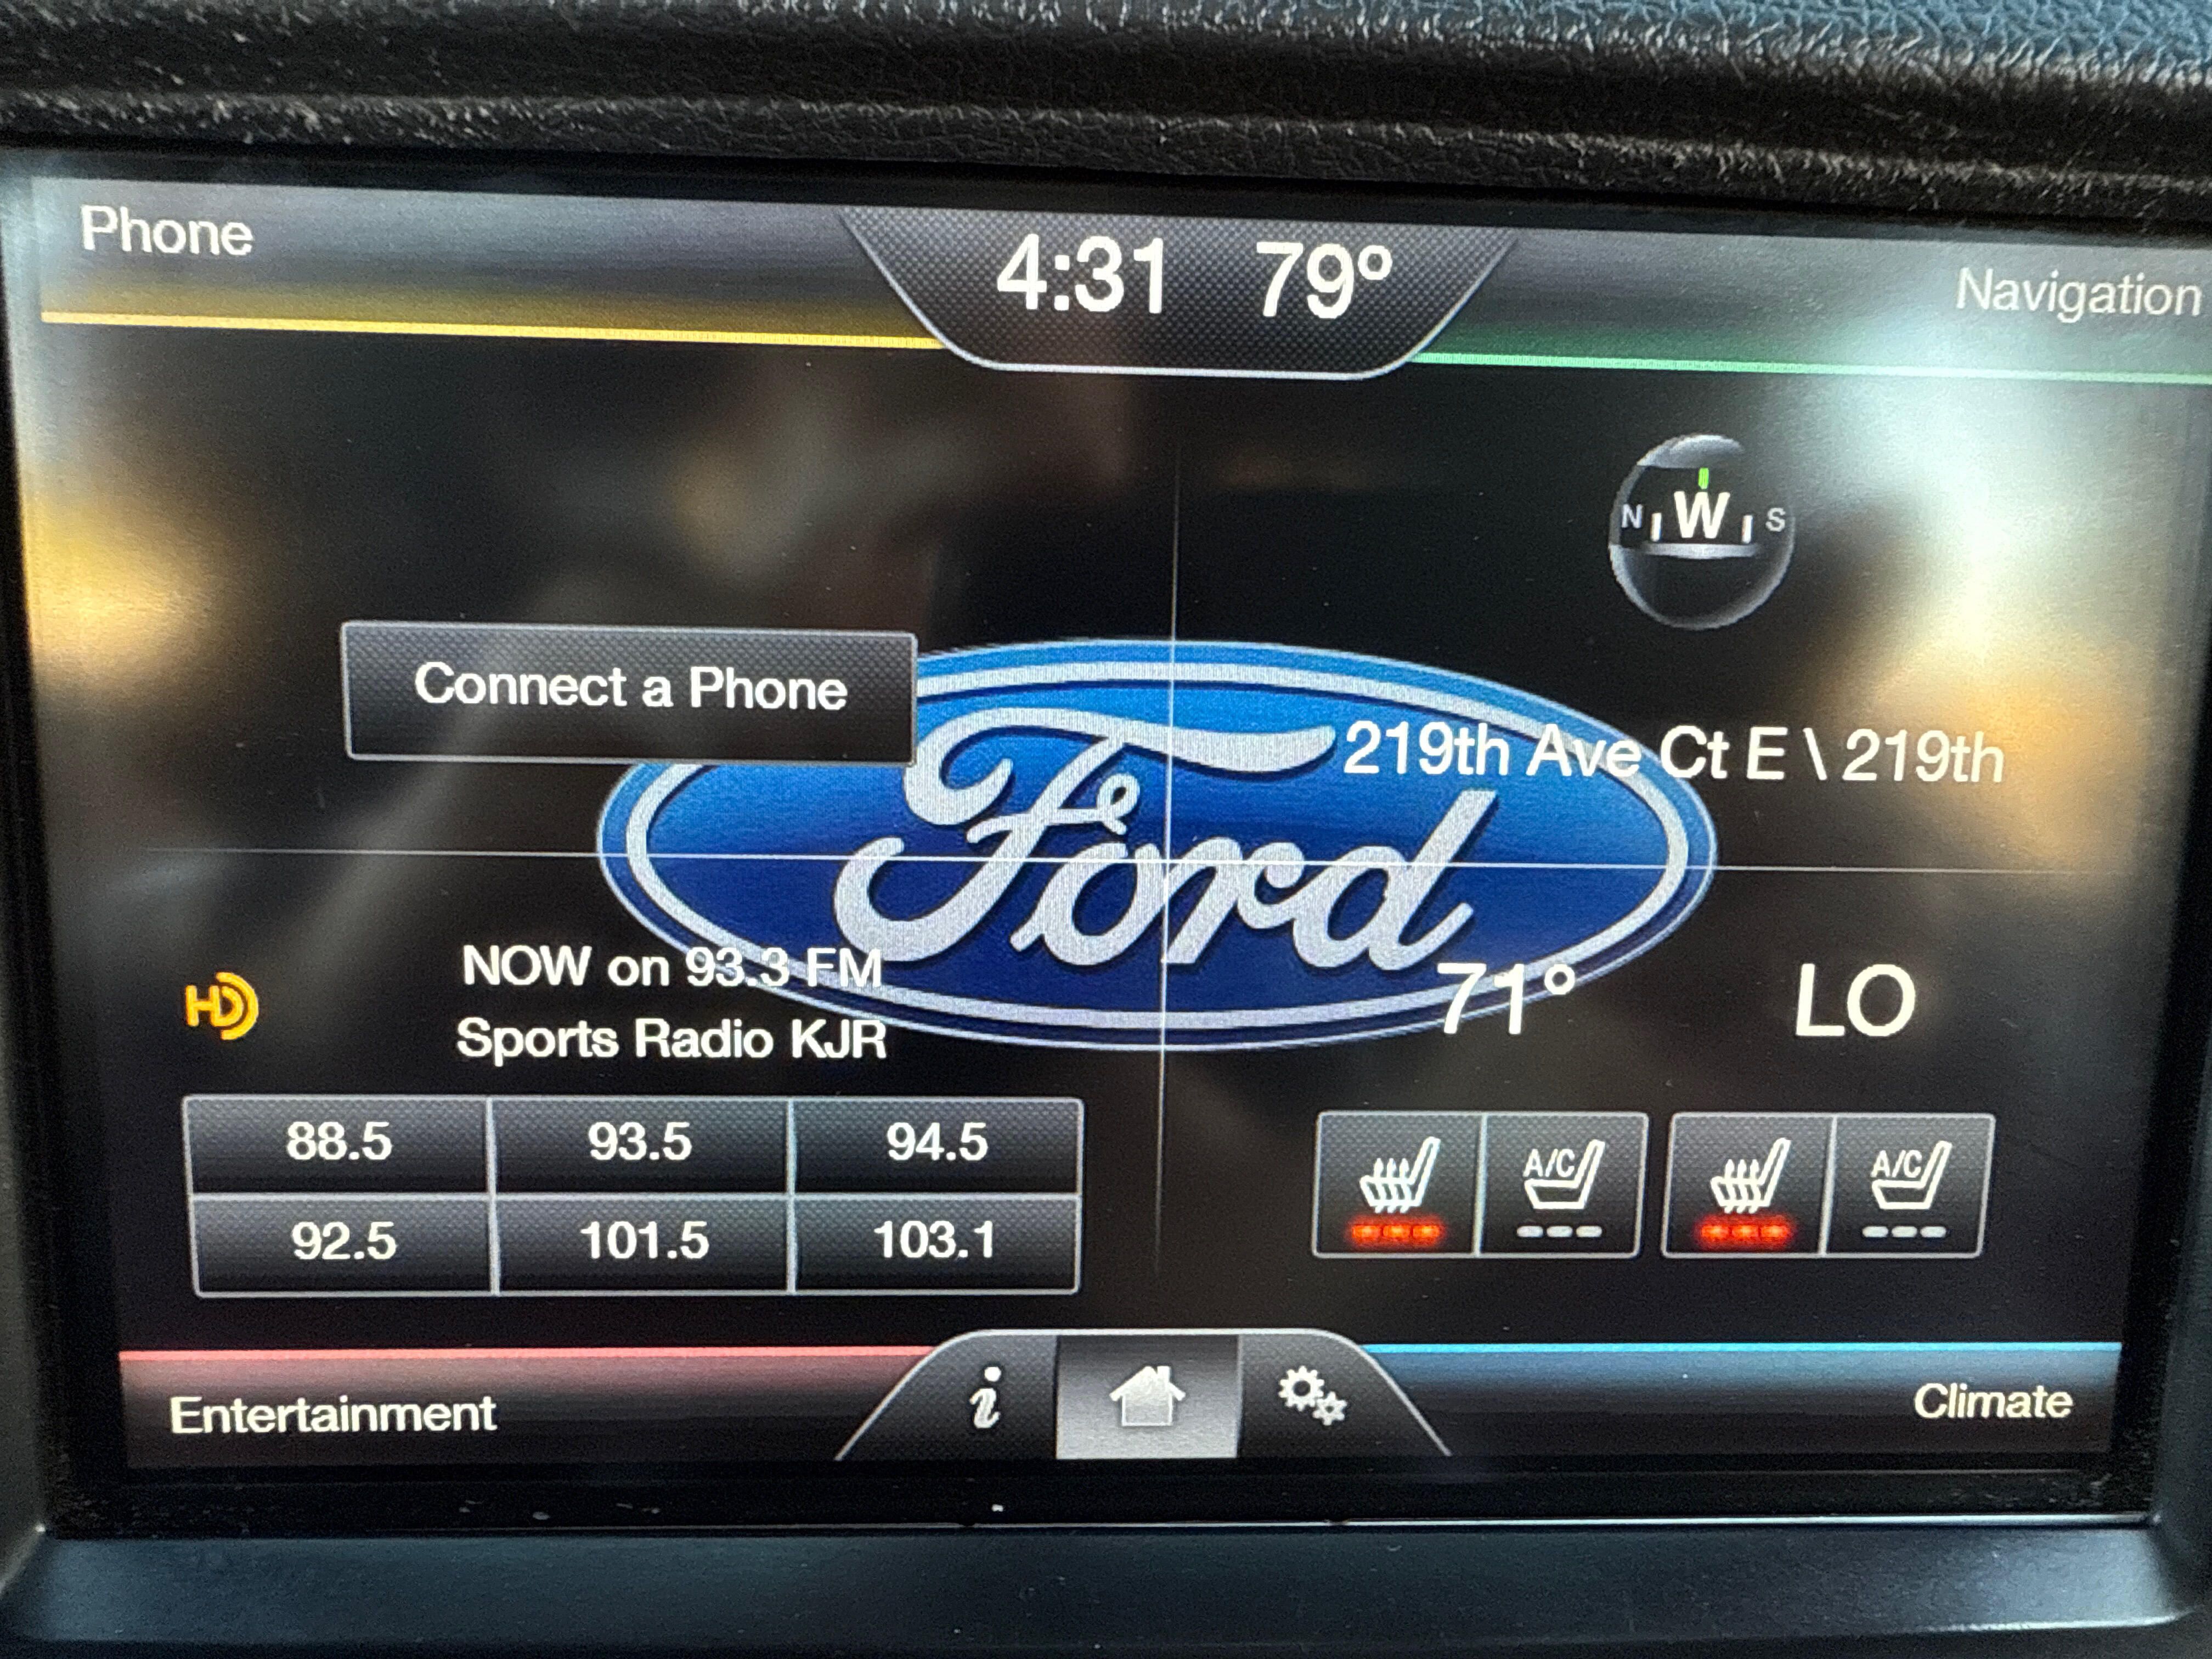 Phone
4:31 79°
Navigation
N W S
Connect a Phone
219th Ave Ct E \ 219th
Ford
HD
NOW on 93.3 FM
Sports Radio KJR
71° LO
88.5 93.5 94.5
92.5 101.5 103.1
A/C A/C
Entertainment
i
Climate